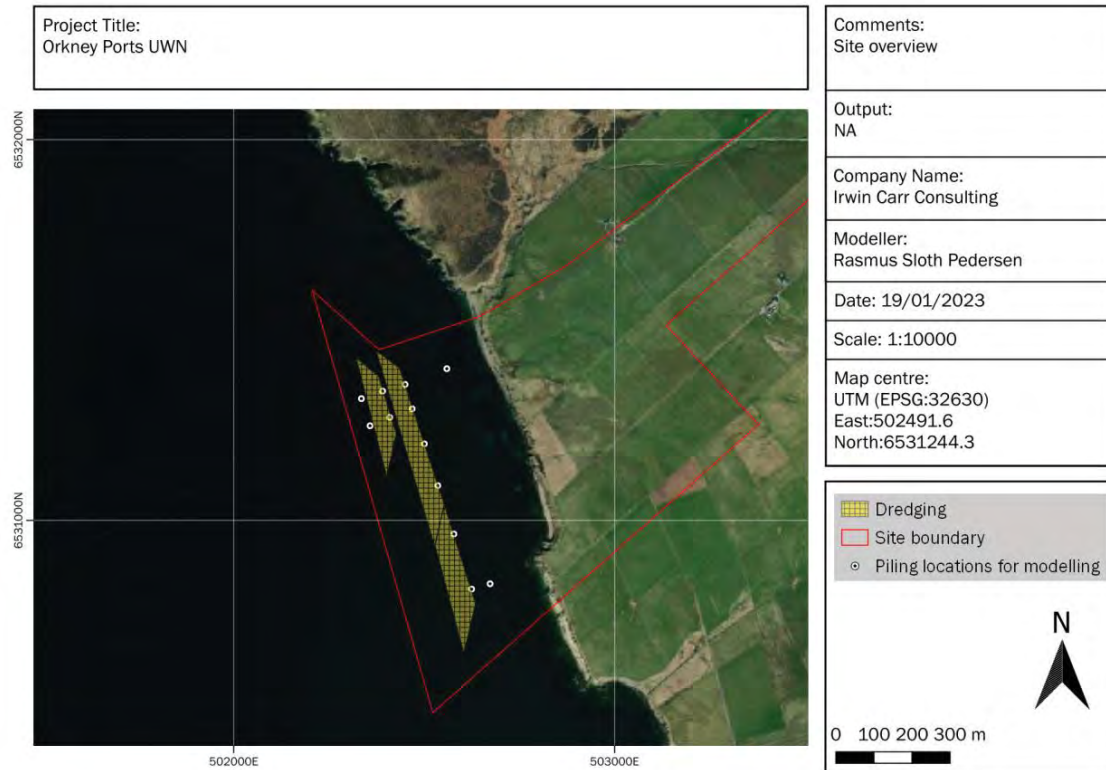 Project Title:
Orkney Ports UWN
Comments:
Site overview
Output:
NA
Company Name:
Irwin Carr Consulting
Modeller:
Rasmus Sloth Pedersen
Date: 19/01/2023
Scale: 1:10000
Map centre:
UTM (EPSG:32630)
East:502491.6
North:6531244.3
6532000N
6531000N
502000E
503000E
Dredging
Site boundary
Piling locations for modelling
N
0 100 200 300 m